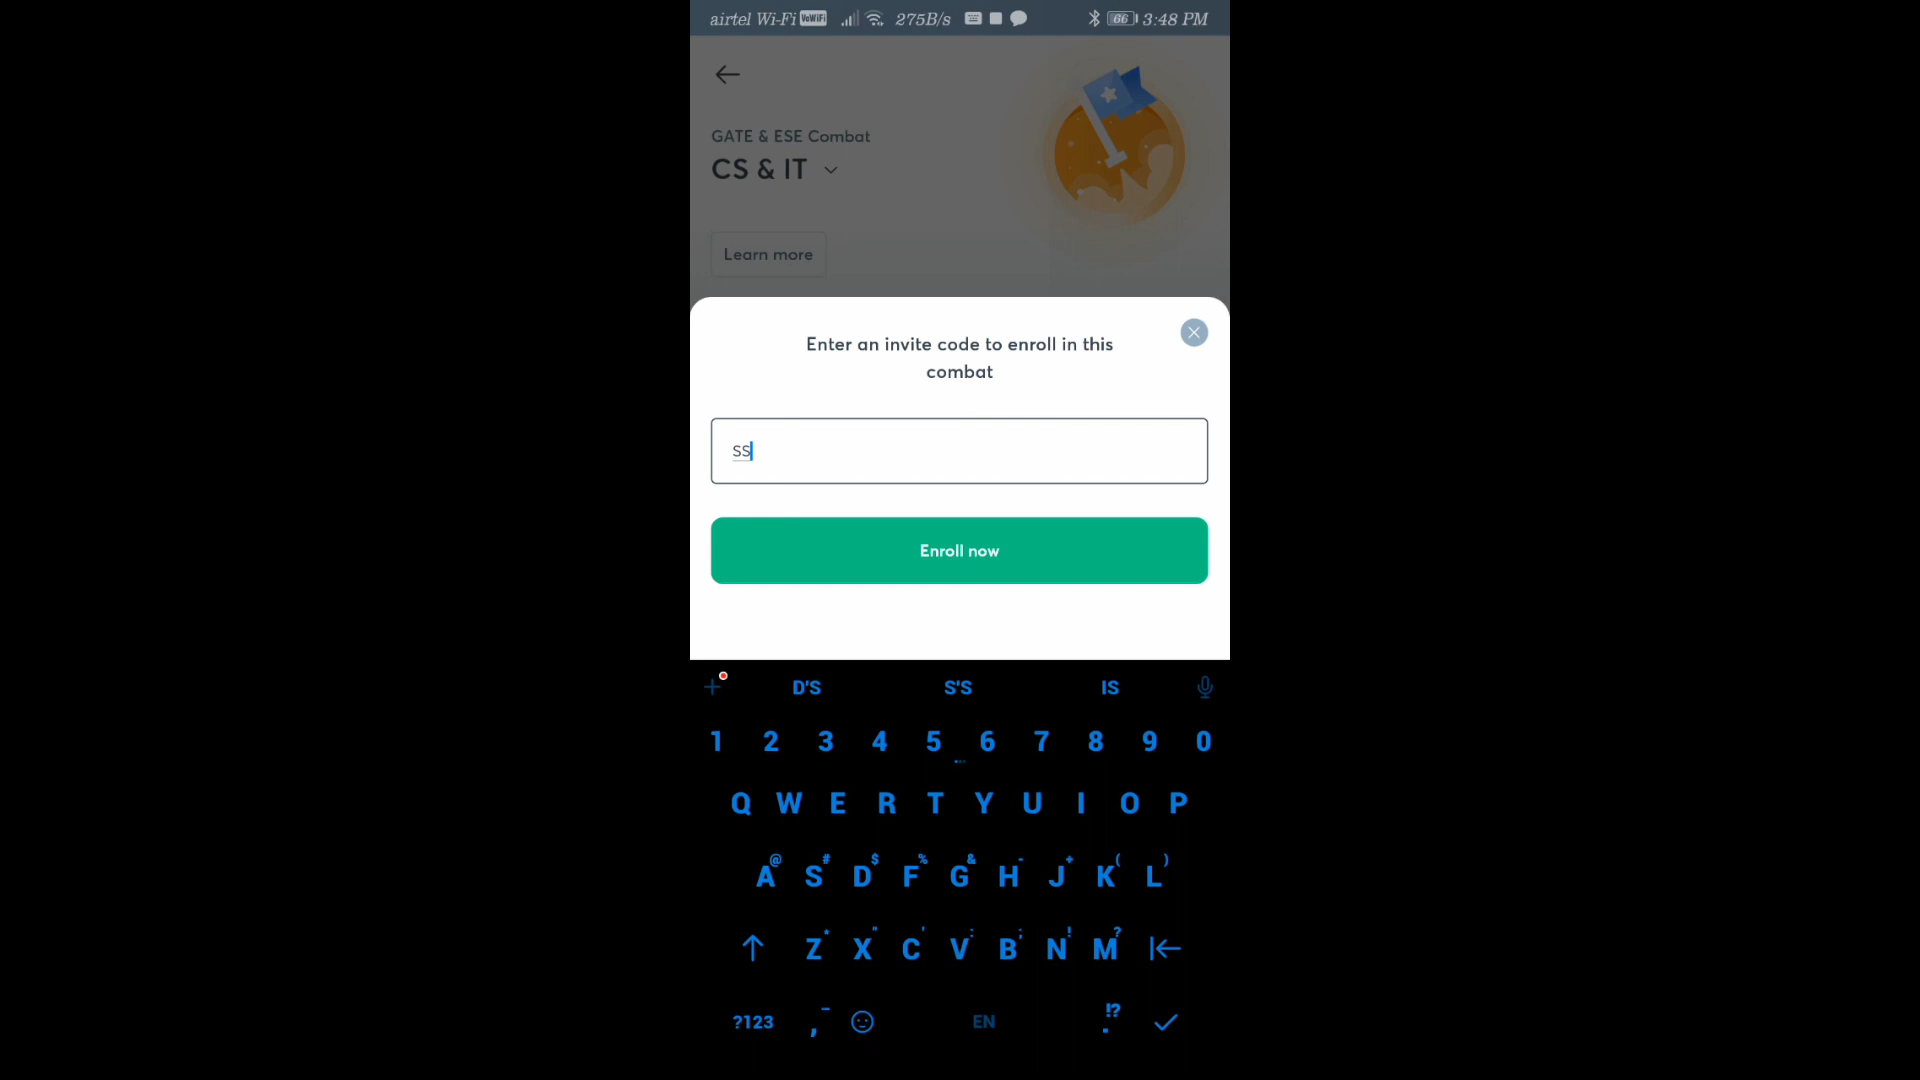 airtel Wi-Fi VoWiFi 275B/s 66 3:48 PM
GATE & ESE Combat
CS & IT
Learn more
Enter an invite code to enroll in this
combat
SS
Enroll now
D'S S'S IS
1 2 3 4 5 6 7 8 9 0
Q W E R T Y U I O P
@ # $ % & - + ( )
A S D F G H J K L
* " ' : ; ! ?
Z X C V B N M
?123 , _ EN . !?